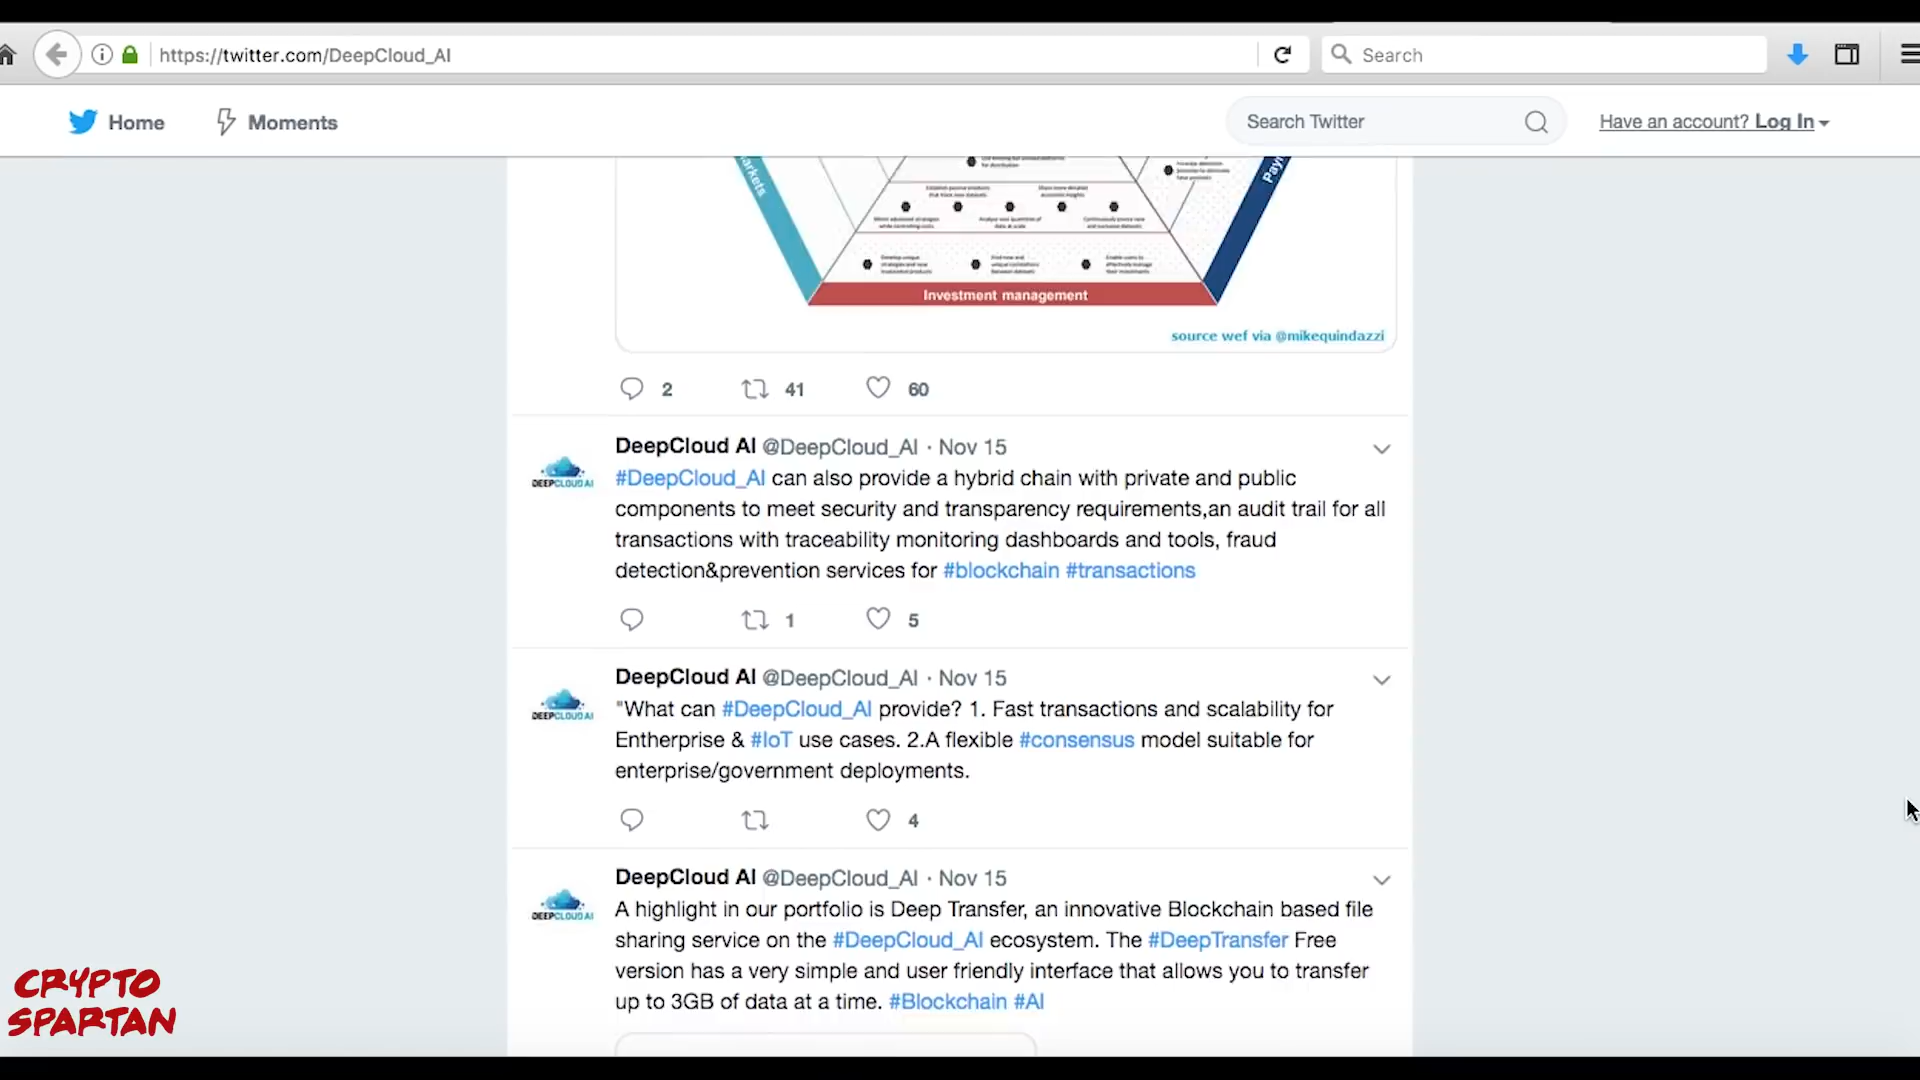 https://twitter.com/DeepCloud_AI
Search
Home
Moments
Search Twitter
Have an account? Log In
Investment management
source wef via @mikequindazzi
2
41
60
DeepCloud AI @DeepCloud_AI · Nov 15
#DeepCloud_AI can also provide a hybrid chain with private and public
components to meet security and transparency requirements,an audit trail for all
transactions with traceability monitoring dashboards and tools, fraud
detection&prevention services for #blockchain #transactions
DEEPCLOUD AI
1
5
DeepCloud AI @DeepCloud_AI · Nov 15
"What can #DeepCloud_AI provide? 1. Fast transactions and scalability for
Entherprise & #IoT use cases. 2.A flexible #consensus model suitable for
enterprise/government deployments.
DEEPCLOUD AI
4
DeepCloud AI @DeepCloud_AI · Nov 15
A highlight in our portfolio is Deep Transfer, an innovative Blockchain based file
sharing service on the #DeepCloud_AI ecosystem. The #DeepTransfer Free
version has a very simple and user friendly interface that allows you to transfer
up to 3GB of data at a time. #Blockchain #AI
DEEPCLOUD AI
CRYPTO
SPARTAN